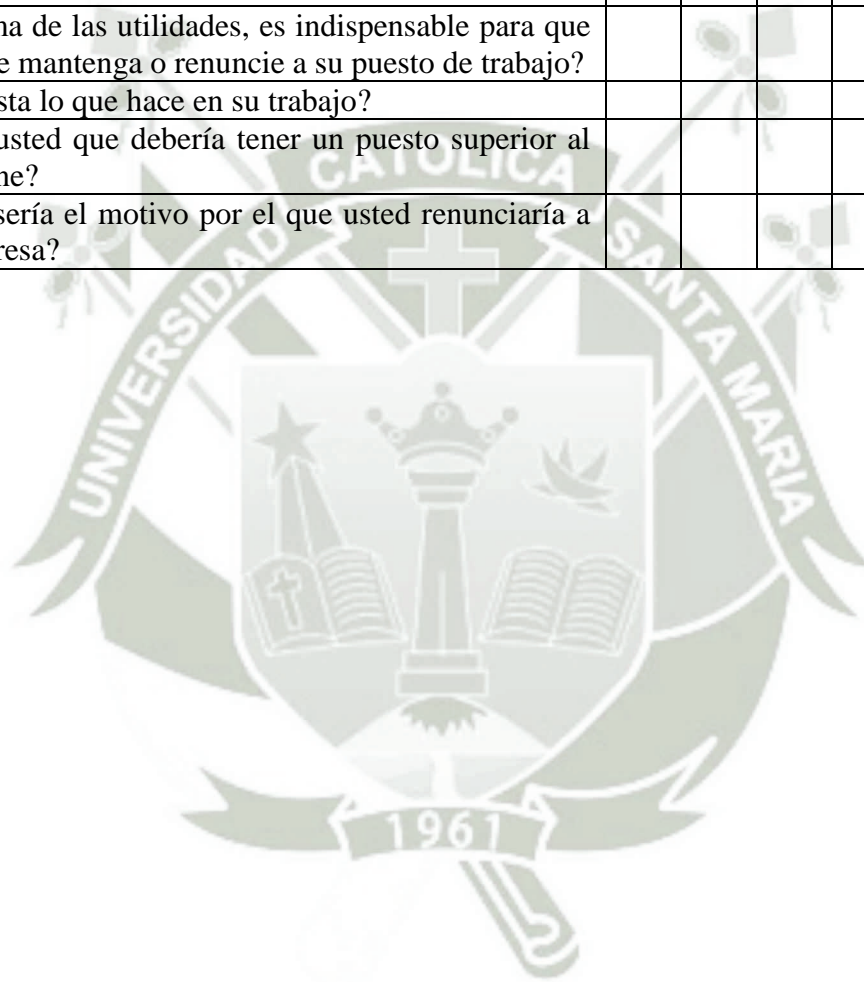 na de las utilidades, es indispensable para que
e mantenga o renuncie a su puesto de trabajo?
sta lo que hace en su trabajo?
usted que debería tener un puesto superior al
ne?
sería el motivo por el que usted renunciaría a
resa?
UNIVERSIDAD CATOLICA SANTA MARIA
1961